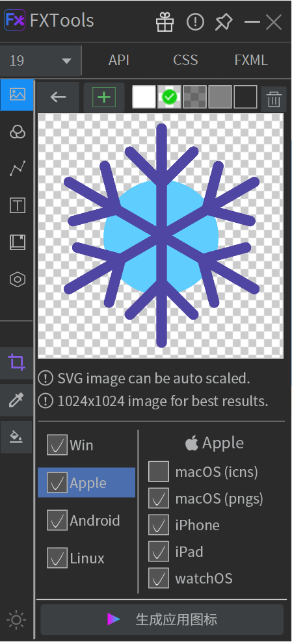 FXTools
19 API CSS FXML
SVG image can be auto scaled.
1024x1024 image for best results.
Win
Apple
Android
Linux
Apple
macOS (icns)
macOS (pngs)
iPhone
iPad
watchOS
生成应用图标